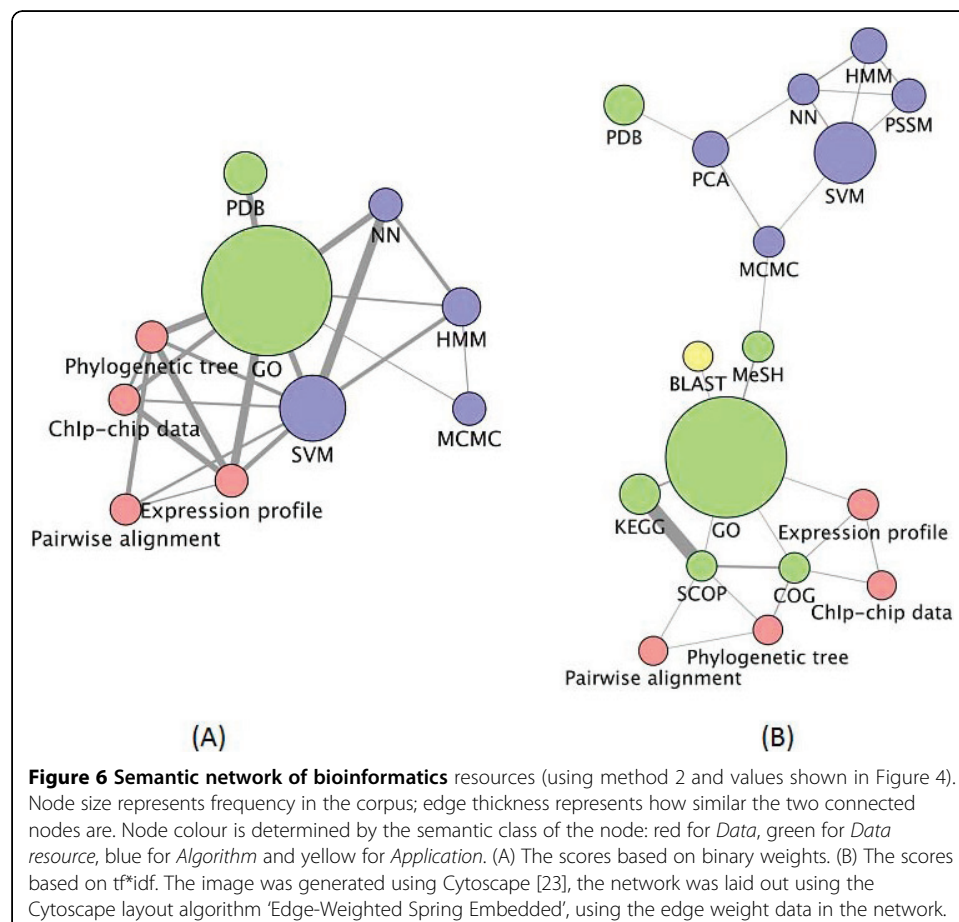 HMM
NN
PSSM
PDB
PCA
SVM
MCMC
PDB
NN
GO
HMM
Phylogenetic tree
ChIp-chip data
SVM
MCMC
Expression profile
Pairwise alignment
BLAST
MeSH
KEGG
GO
Expression profile
SCOP
COG
ChIp-chip data
Phylogenetic tree
Pairwise alignment
(A)
(B)
Figure 6 Semantic network of bioinformatics resources (using method 2 and values shown in Figure 4).
Node size represents frequency in the corpus; edge thickness represents how similar the two connected
nodes are. Node colour is determined by the semantic class of the node: red for Data, green for Data
resource, blue for Algorithm and yellow for Application. (A) The scores based on binary weights. (B) The scores
based on tf*idf. The image was generated using Cytoscape [23], the network was laid out using the
Cytoscape layout algorithm ‘Edge-Weighted Spring Embedded’, using the edge weight data in the network.